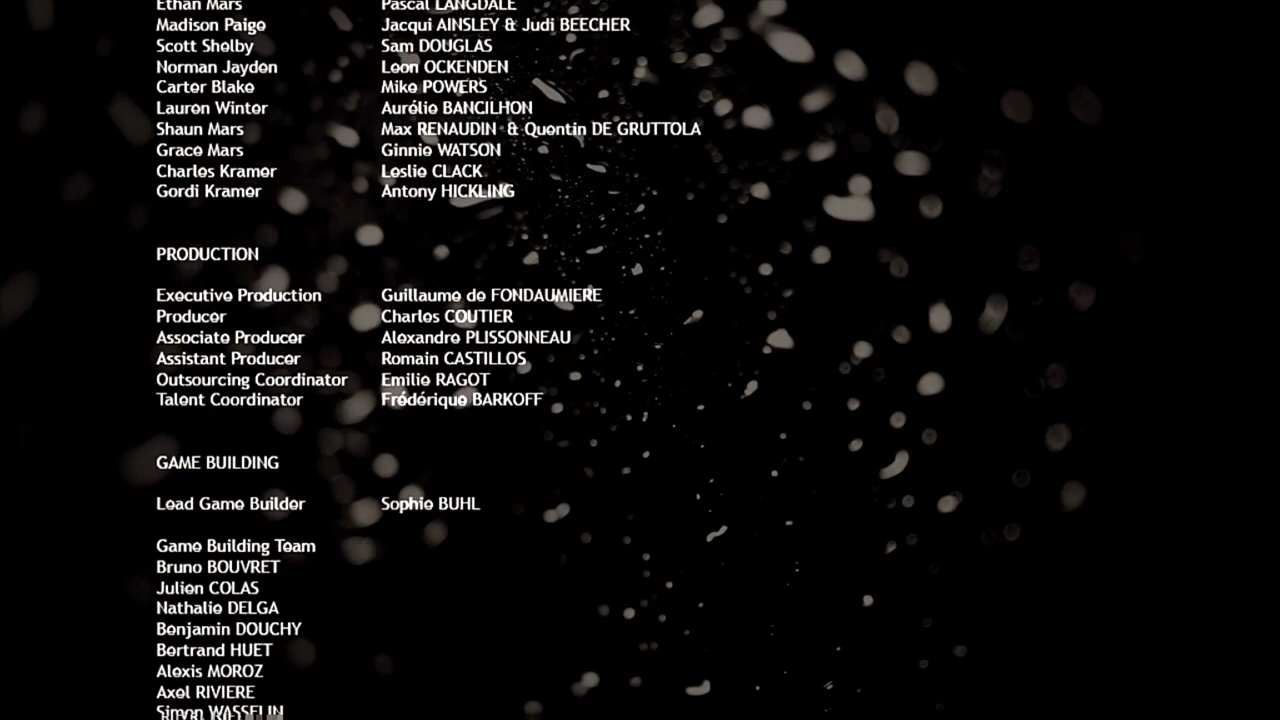 Ethan Mars Pascal LANGDALE
Madison Paige Jacqui AINSLEY & Judi BEECHER
Scott Shelby Sam DOUGLAS
Norman Jayden Leon OCKENDEN
Carter Blake Mike POWERS
Lauren Winter Aurélie BANCILHON
Shaun Mars Max RENAUDIN & Quentin DE GRUTTOLA
Grace Mars Ginnie WATSON
Charles Kramer Leslie CLACK
Gordi Kramer Antony HICKLING
PRODUCTION
Executive Production Guillaume de FONDAUMIERE
Producer Charles COUTIER
Associate Producer Alexandre PLISSONNEAU
Assistant Producer Romain CASTILLOS
Outsourcing Coordinator Emilie RAGOT
Talent Coordinator Frédérique BARKOFF
GAME BUILDING
Lead Game Builder Sophie BUHL
Game Building Team
Bruno BOUVRET
Julien COLAS
Nathalie DELGA
Benjamin DOUCHY
Bertrand HUET
Alexis MOROZ
Axel RIVIERE
Simon WASSELIN